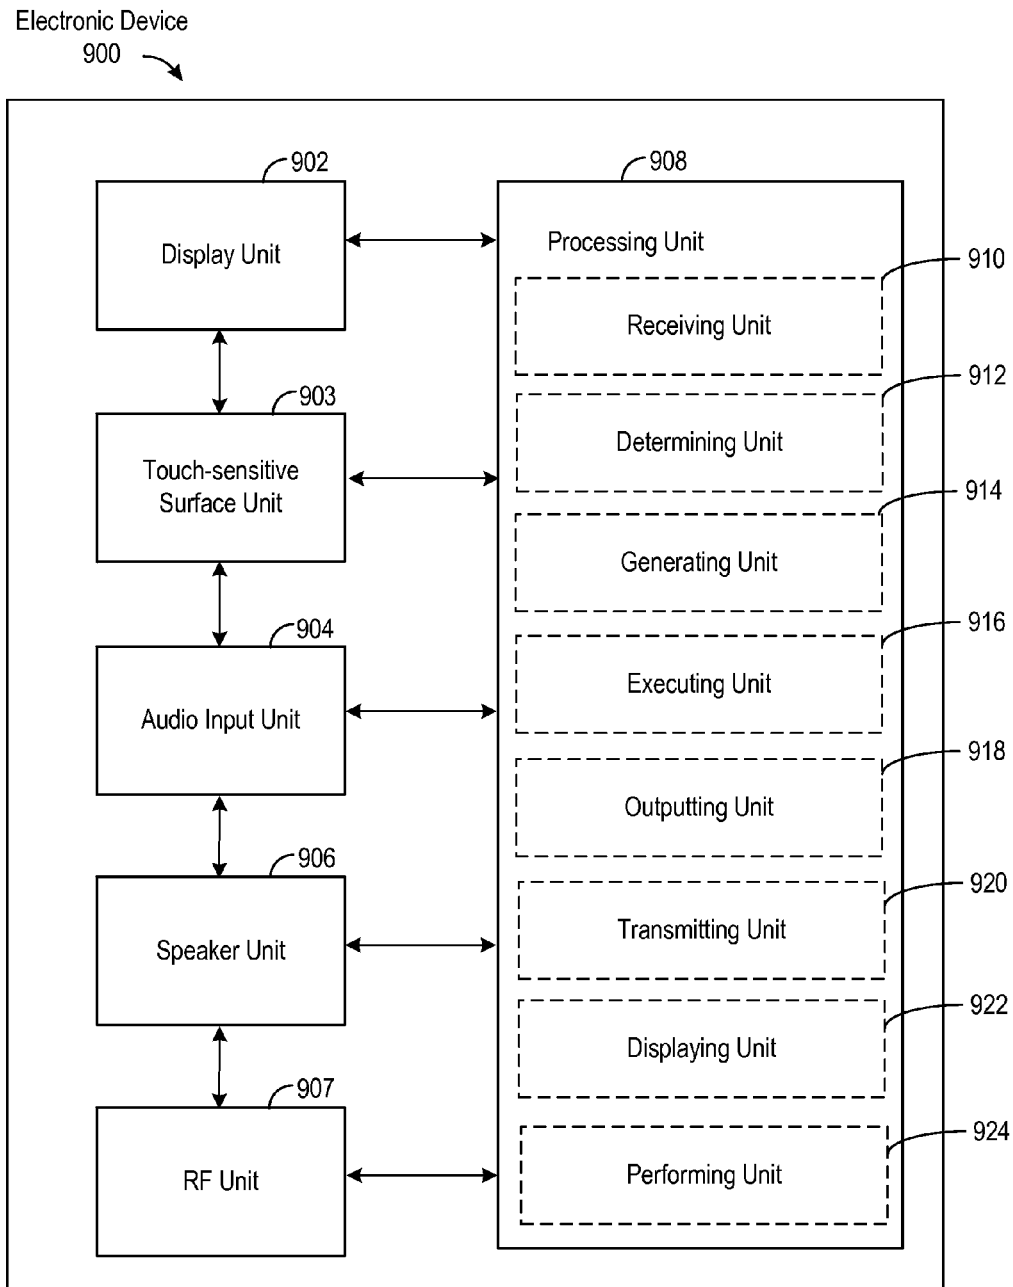 Electronic Device
900
902
Display Unit
903
Touch-sensitive
Surface Unit
904
Audio Input Unit
906
Speaker Unit
907
RF Unit
908
Processing Unit
910
Receiving Unit
912
Determining Unit
914
Generating Unit
916
Executing Unit
918
Outputting Unit
920
Transmitting Unit
922
Displaying Unit
924
Performing Unit